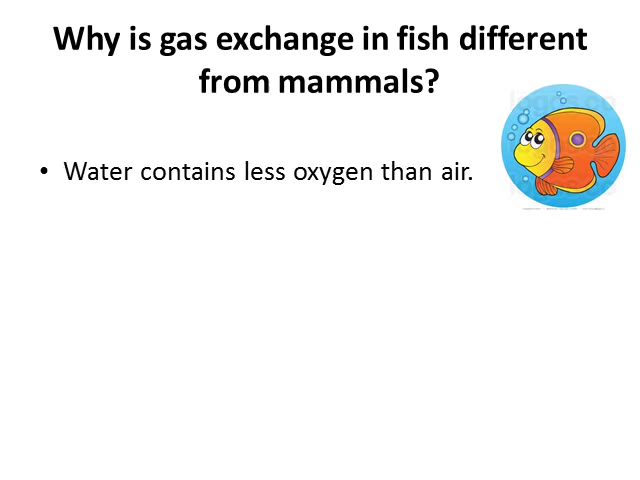 Why is gas exchange in fish different
from mammals?
• Water contains less oxygen than air.